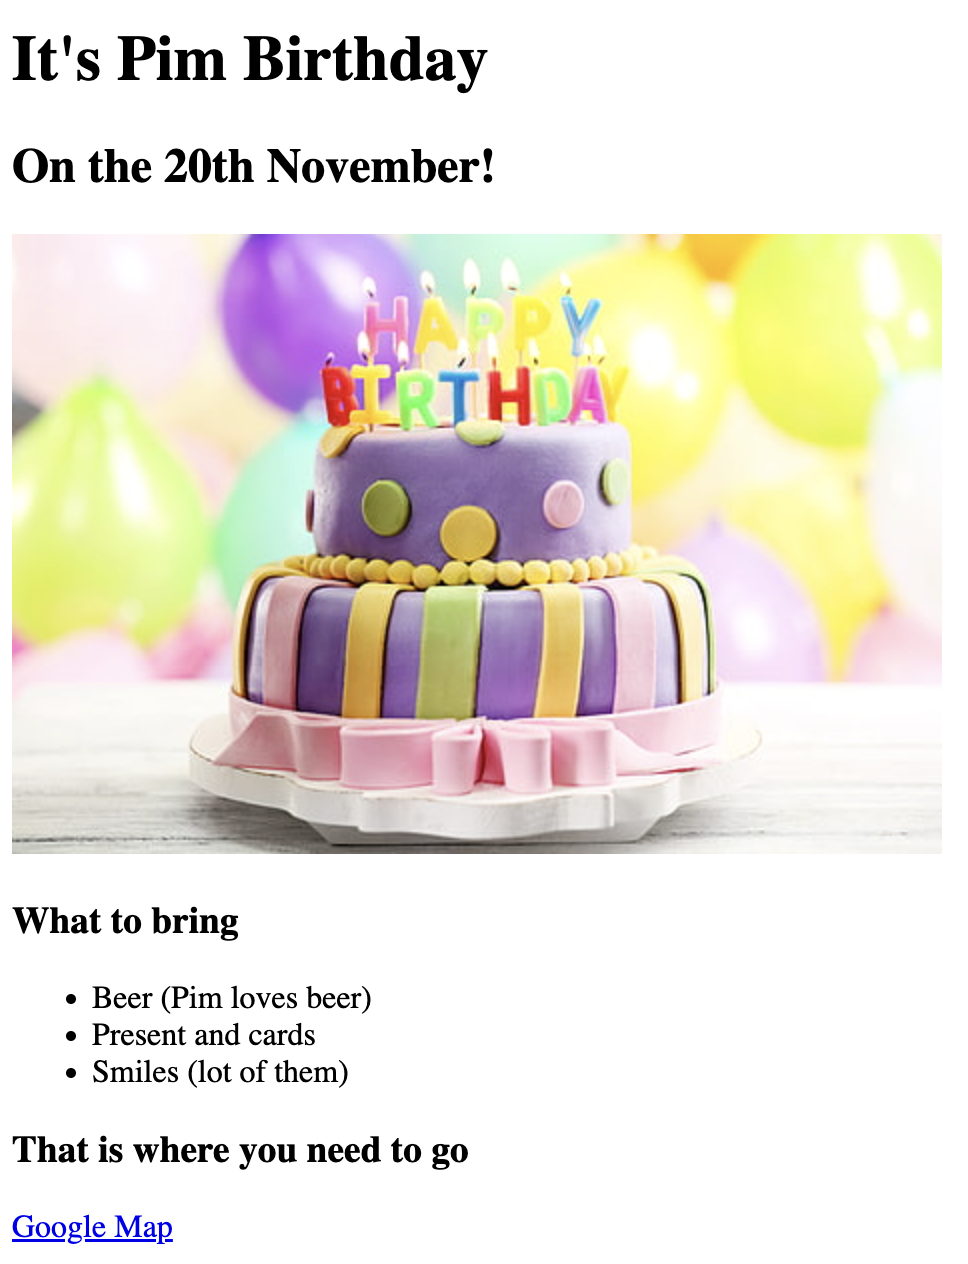 It's Pim Birthday
On the 20th November!
HAPPY
BIRTHDAY
What to bring
Beer (Pim loves beer)
Present and cards
Smiles (lot of them)
That is where you need to go
Google Map